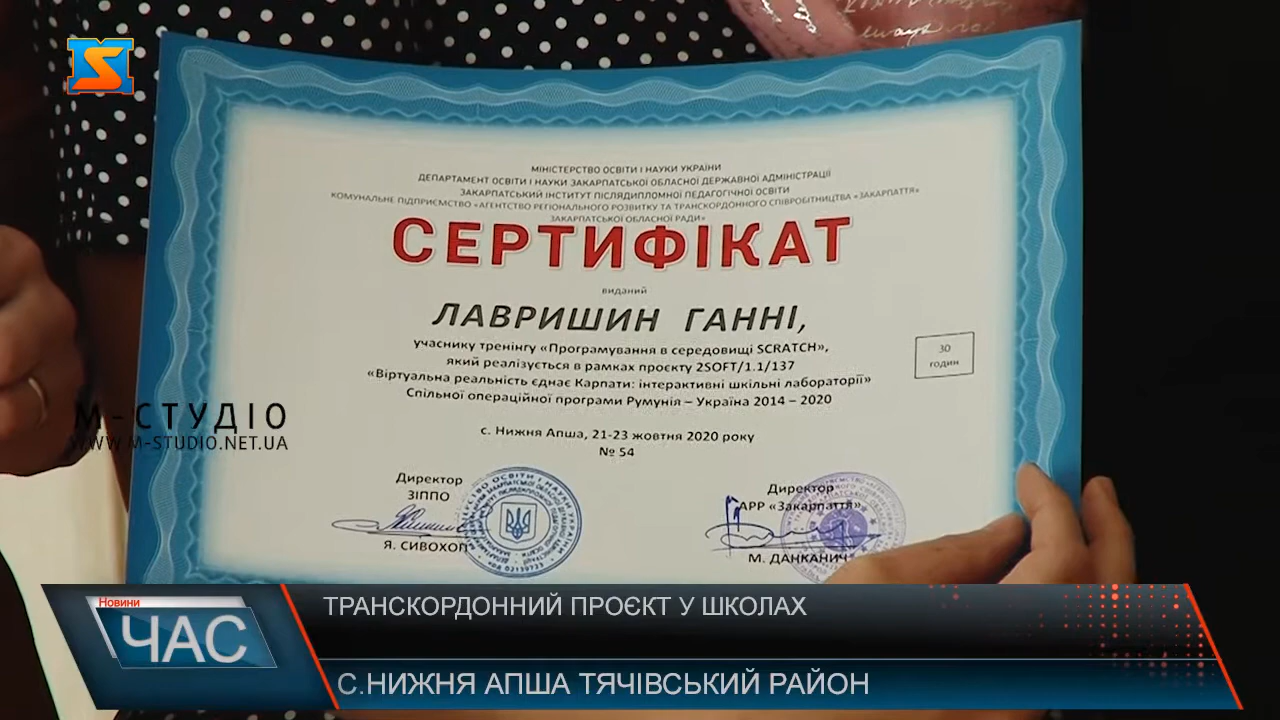 МІНІСТЕРСТВО ОСВІТИ І НАУКИ УКРАЇНИ
ДЕПАРТАМЕНТ ОСВІТИ І НАУКИ ЗАКАРПАТСЬКОЇ ОБЛАСНОЇ ДЕРЖАВНОЇ АДМІНІСТРАЦІЇ
ЗАКАРПАТСЬКИЙ ІНСТИТУТ ПІСЛЯДИПЛОМНОЇ ПЕДАГОГІЧНОЇ ОСВІТИ
КОМУНАЛЬНЕ ПІДПРИЄМСТВО «АГЕНТСТВО РЕГІОНАЛЬНОГО РОЗВИТКУ ТА ТРАНСКОРДОННОГО СПІВРОБІТНИЦТВА «ЗАКАРПАТТЯ»
ЗАКАРПАТСЬКОЇ ОБЛАСНОЇ РАДИ»
СЕРТИФІКАТ
виданий
ЛАВРИШИН ГАННІ,
учаснику тренінгу «Програмування в середовищі SCRATCH»,
який реалізується в рамках проєкту 2SOFT/1.1/137
«Віртуальна реальність єднає Карпати: інтерактивні шкільні лабораторії»
Спільної операційної програми Румунія – Україна 2014 – 2020
30
годин
с. Нижня Апша, 21-23 жовтня 2020 року
№ 54
Директор
ЗІППО
Я. СИВОХОП
Директор
АРР «Закарпаття»
М. ДАНКАНИЧ
М-СТУДІО
WWW.M-STUDIO.NET.UA
Новини
ЧАС
ТРАНСКОРДОННИЙ ПРОЄКТ У ШКОЛАХ
С.НИЖНЯ АПША ТЯЧІВСЬКИЙ РАЙОН